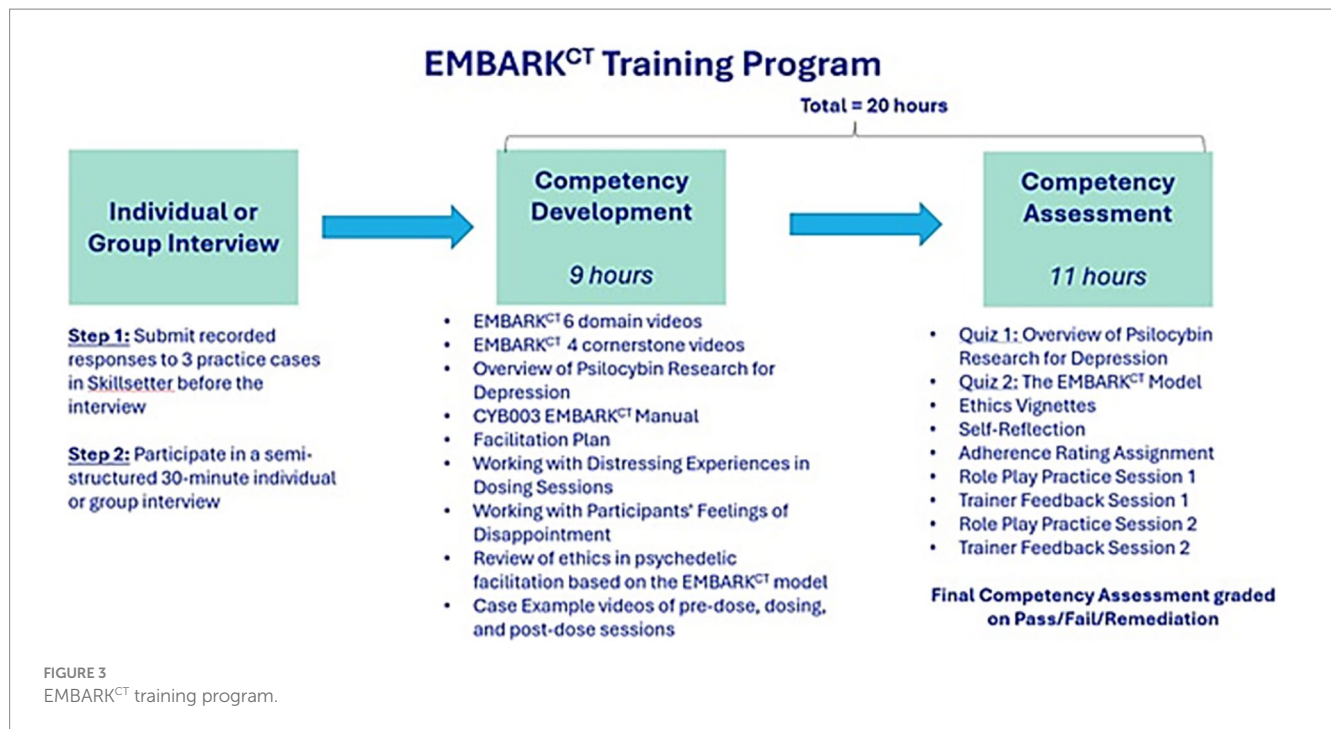 EMBARKCT Training Program
Total = 20 hours
Individual or
Group Interview
Step 1: Submit recorded
responses to 3 practice cases
in Skillsetter before the
interview
Step 2: Participate in a semi-
structured 30-minute individual
or group interview
Competency
Development
9 hours
• EMBARKCT 6 domain videos
• EMBARKCT 4 cornerstone videos
• Overview of Psilocybin Research for
Depression
• CYB003 EMBARKCT Manual
• Facilitation Plan
• Working with Distressing Experiences in
Dosing Sessions
• Working with Participants' Feelings of
Disappointment
• Review of ethics in psychedelic
facilitation based on the EMBARKCT model
• Case Example videos of pre-dose, dosing,
and post-dose sessions
Competency
Assessment
11 hours
• Quiz 1: Overview of Psilocybin
Research for Depression
• Quiz 2: The EMBARKCT Model
• Ethics Vignettes
• Self-Reflection
• Adherence Rating Assignment
• Role Play Practice Session 1
• Trainer Feedback Session 1
• Role Play Practice Session 2
• Trainer Feedback Session 2
Final Competency Assessment graded
on Pass/Fail/Remediation
FIGURE 3
EMBARKCT training program.